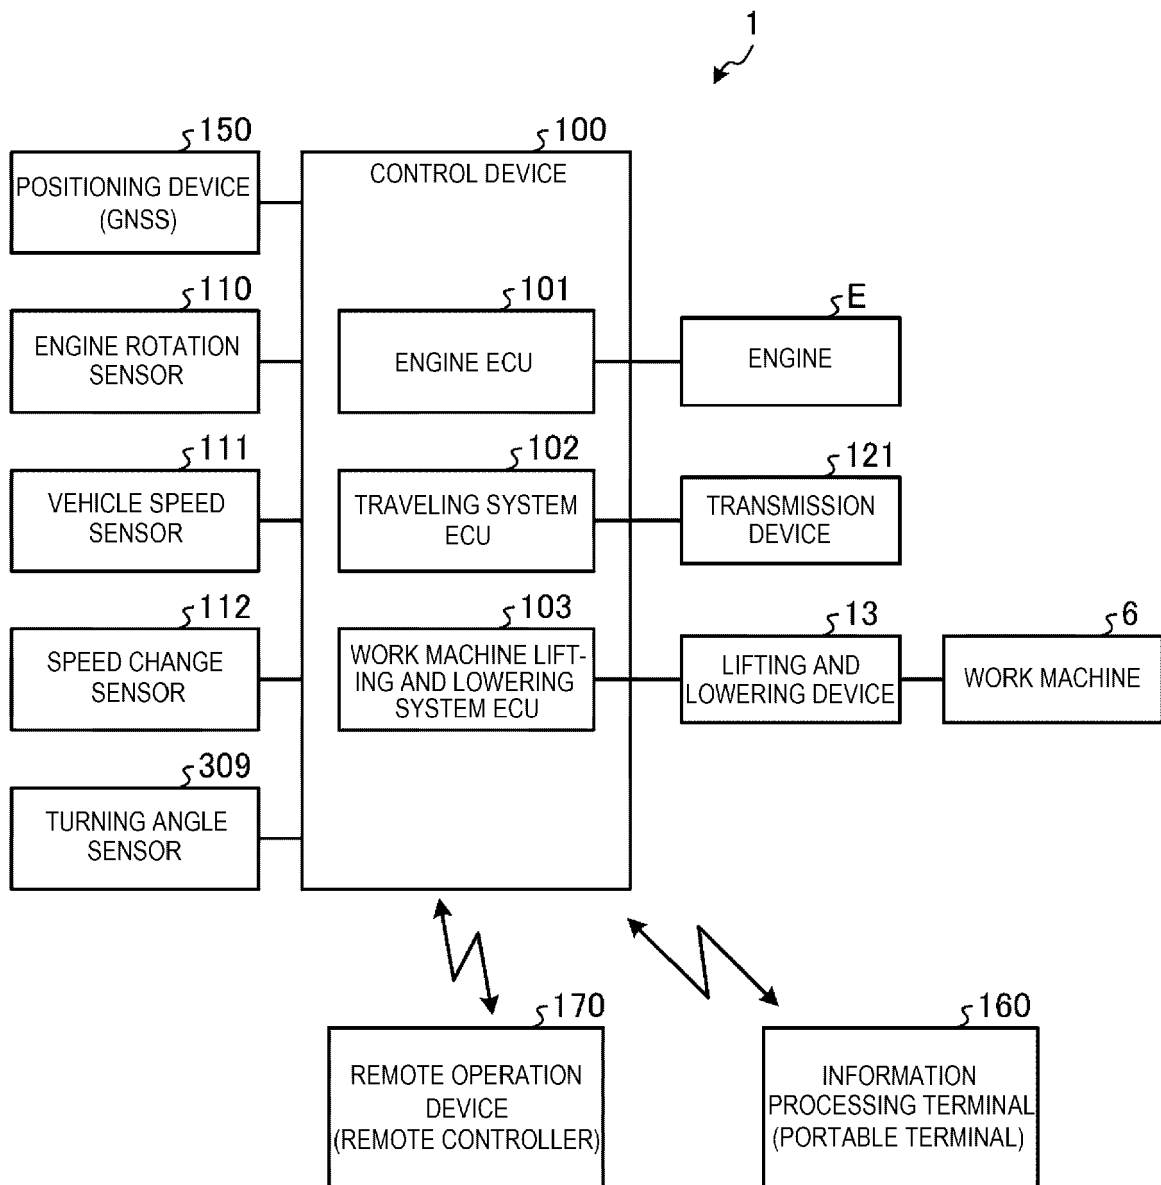 1
150
POSITIONING DEVICE
(GNSS)
100
CONTROL DEVICE
110
ENGINE ROTATION
SENSOR
101
ENGINE ECU
E
ENGINE
111
VEHICLE SPEED
SENSOR
102
TRAVELING SYSTEM
ECU
121
TRANSMISSION
DEVICE
112
SPEED CHANGE
SENSOR
103
WORK MACHINE LIFT-
ING AND LOWERING
SYSTEM ECU
13
LIFTING AND
LOWERING DEVICE
6
WORK MACHINE
309
TURNING ANGLE
SENSOR
170
REMOTE OPERATION
DEVICE
(REMOTE CONTROLLER)
160
INFORMATION
PROCESSING TERMINAL
(PORTABLE TERMINAL)